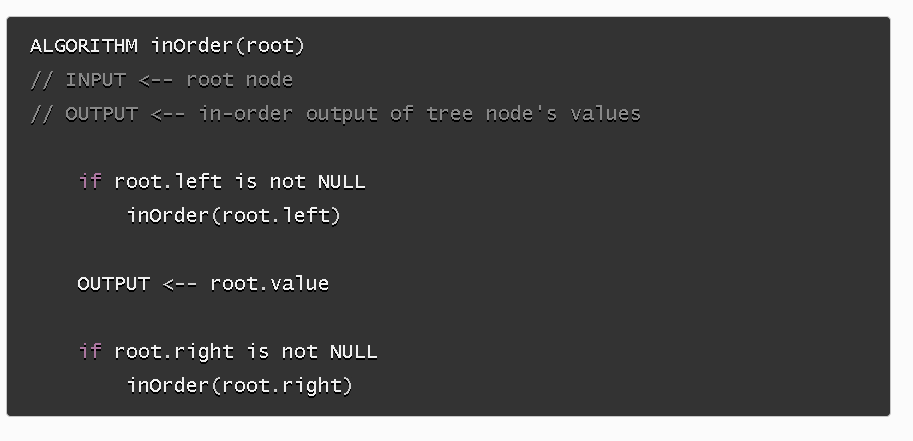 ALGORITHM inOrder(root)
// INPUT <-- root node
// OUTPUT <-- in-order output of tree node's values
if root.left is not NULL
inOrder(root.left)
OUTPUT <-- root.value
if root.right is not NULL
inOrder(root.right)